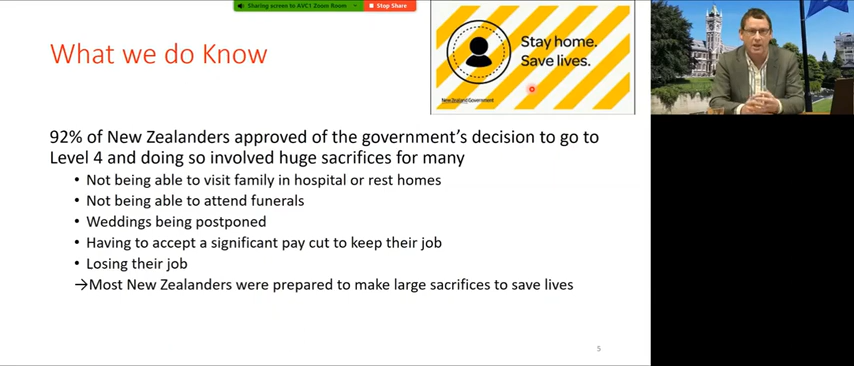 Sharing screen to AVC1 Zoom Room
Stop Share
What we do Know
Stay home.
Save lives.
New Zealand Government
92% of New Zealanders approved of the government's decision to go to
Level 4 and doing so involved huge sacrifices for many
• Not being able to visit family in hospital or rest homes
• Not being able to attend funerals
• Weddings being postponed
• Having to accept a significant pay cut to keep their job
• Losing their job
→Most New Zealanders were prepared to make large sacrifices to save lives
5